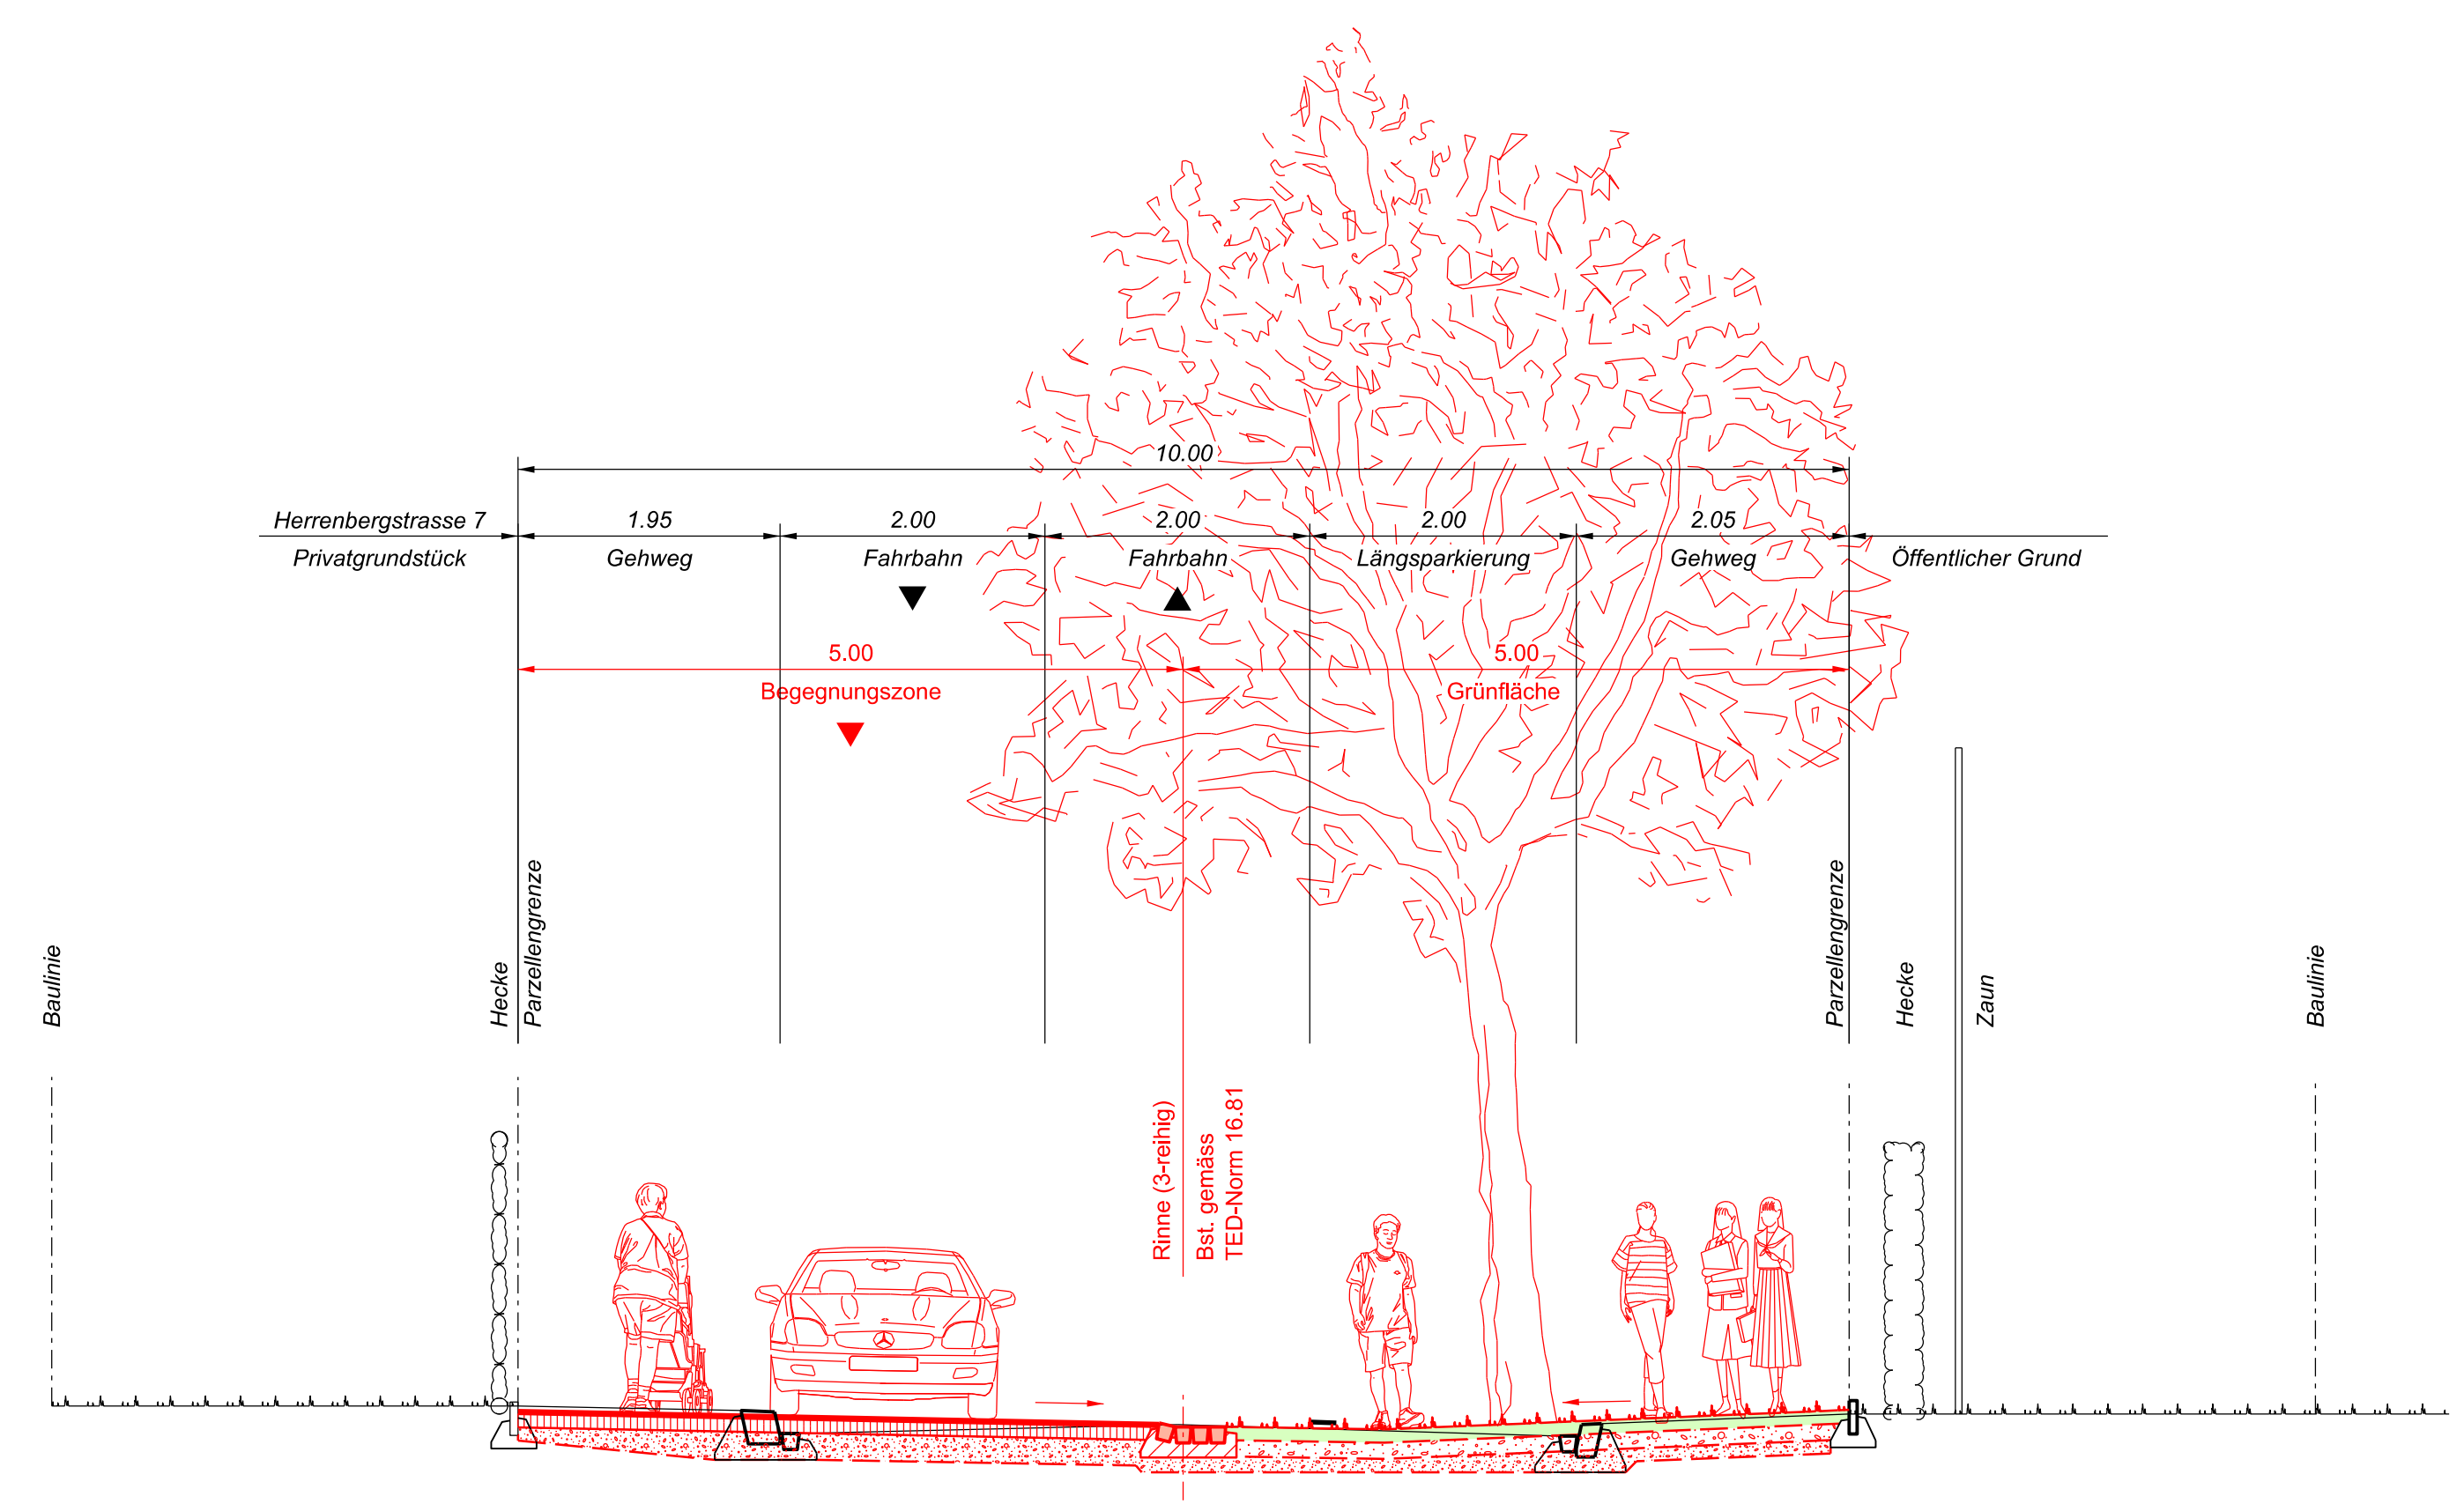 10.00
Herrenbergstrasse 7
1.95
2.00
2.00
2.00
2.05
Privatgrundstück
Gehweg
Fahrbahn
Fahrbahn
Längsparkierung
Gehweg
Öffentlicher Grund
5.00
5.00
Begegnungszone
Grünfläche
Baulinie
Hecke
Parzellengrenze
Rinne (3-reihig)
Bst. gemäss
TED-Norm 16.81
Parzellengrenze
Hecke
Zaun
Baulinie